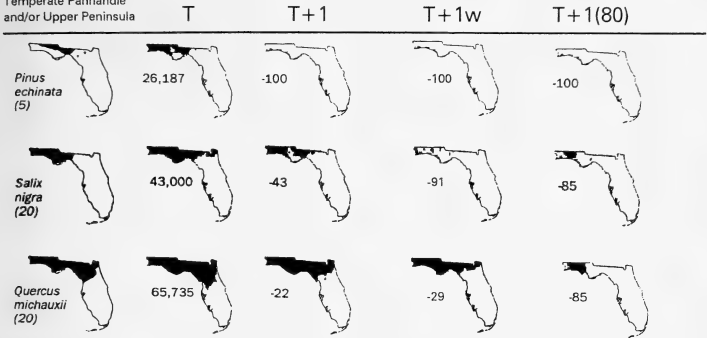 Temperate Panhandle
and/or Upper Peninsula T T+1 T+1w T+1(80)
Pinus
echinata
(5)
26,187 -100 -100 -100
Salix
nigra
(20)
43,000 -43 -91 -85
Quercus
michauxii
(20)
65,735 -22 -29 -85